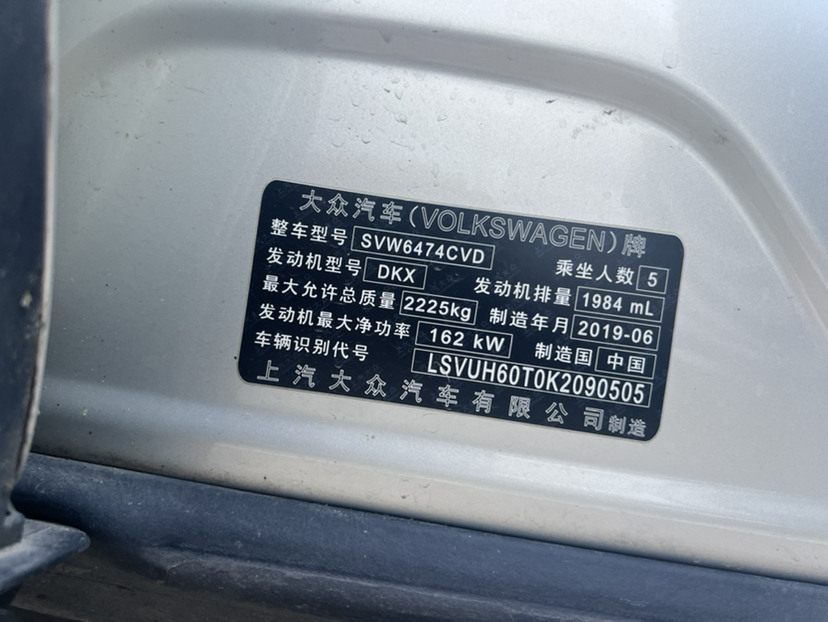 大众汽车(VOLKSWAGEN)牌
整车型号 SVW6474CVD 乘坐人数 5
发动机型号 DKX 发动机排量 1984 mL
最大允许总质量 2225kg 制造年月 2019-06
发动机最大净功率 162 kW 制造国 中国
车辆识别代号 LSVUH60T0K2090505
上汽大众汽车有限公司制造